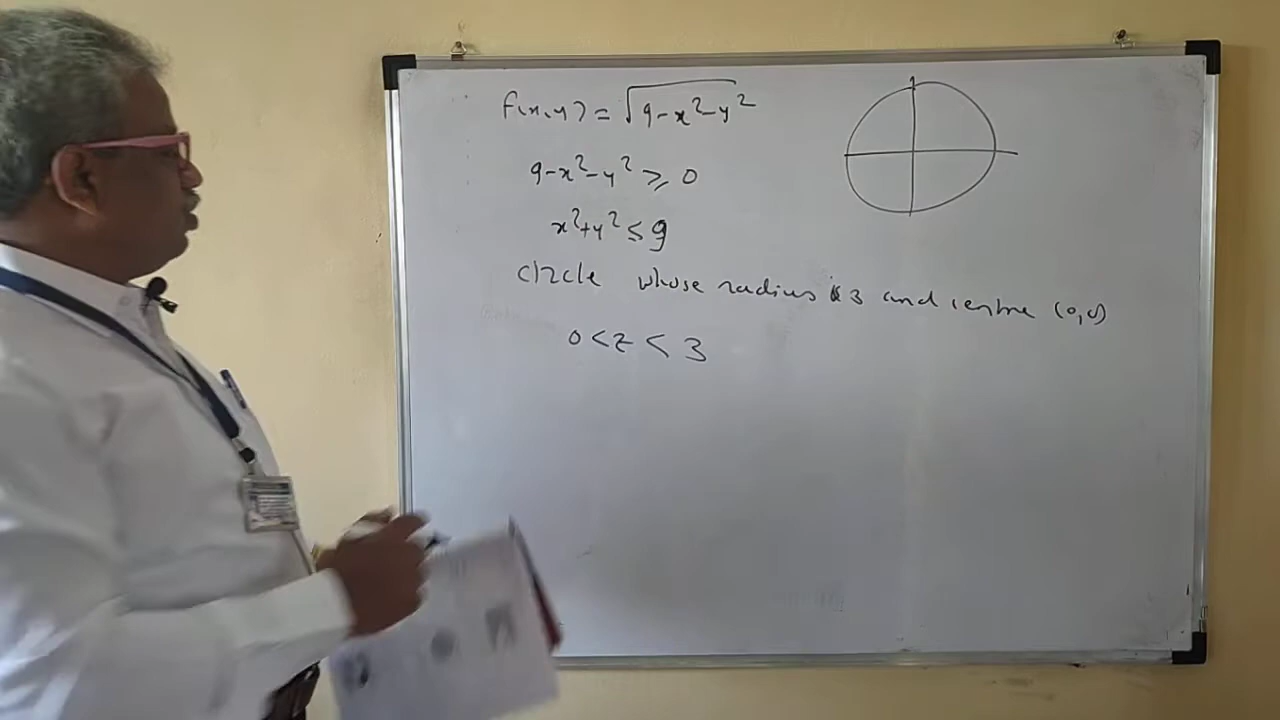 f(x,y) = √9-x²-y²
9-x²-y² ≥ 0
x²+y² ≤ 9
circle whose radius is 3 and centre (0,0)
0 < z < 3